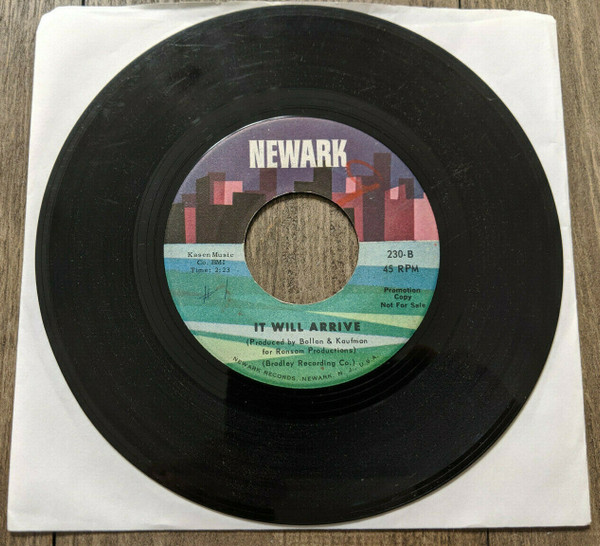 NEWARK
Kasen Music
Co. BMI
Time: 2:23
230-B
45 RPM
Promotion
Copy
Not For Sale
IT WILL ARRIVE
(Produced by Bollen & Kaufman
for Ransom Productions)
(Bradley Recording Co.)
NEWARK RECORDS, NEWARK, N. J., U.S.A.